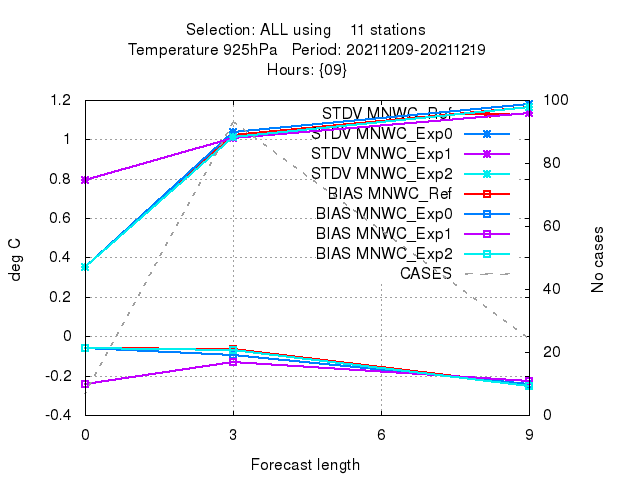 Selection: ALL using 11 stations
Temperature 925hPa Period: 20211209-20211219
Hours: {09}
1.2
1
0.8
0.6
0.4
0.2
0
-0.2
-0.4
deg C
STDV MNWC_Ref
STDV MNWC_Exp0
STDV MNWC_Exp1
STDV MNWC_Exp2
BIAS MNWC_Ref
BIAS MNWC_Exp0
BIAS MNWC_Exp1
BIAS MNWC_Exp2
CASES
100
80
60
40
20
0
No cases
0 3 6 9
Forecast length